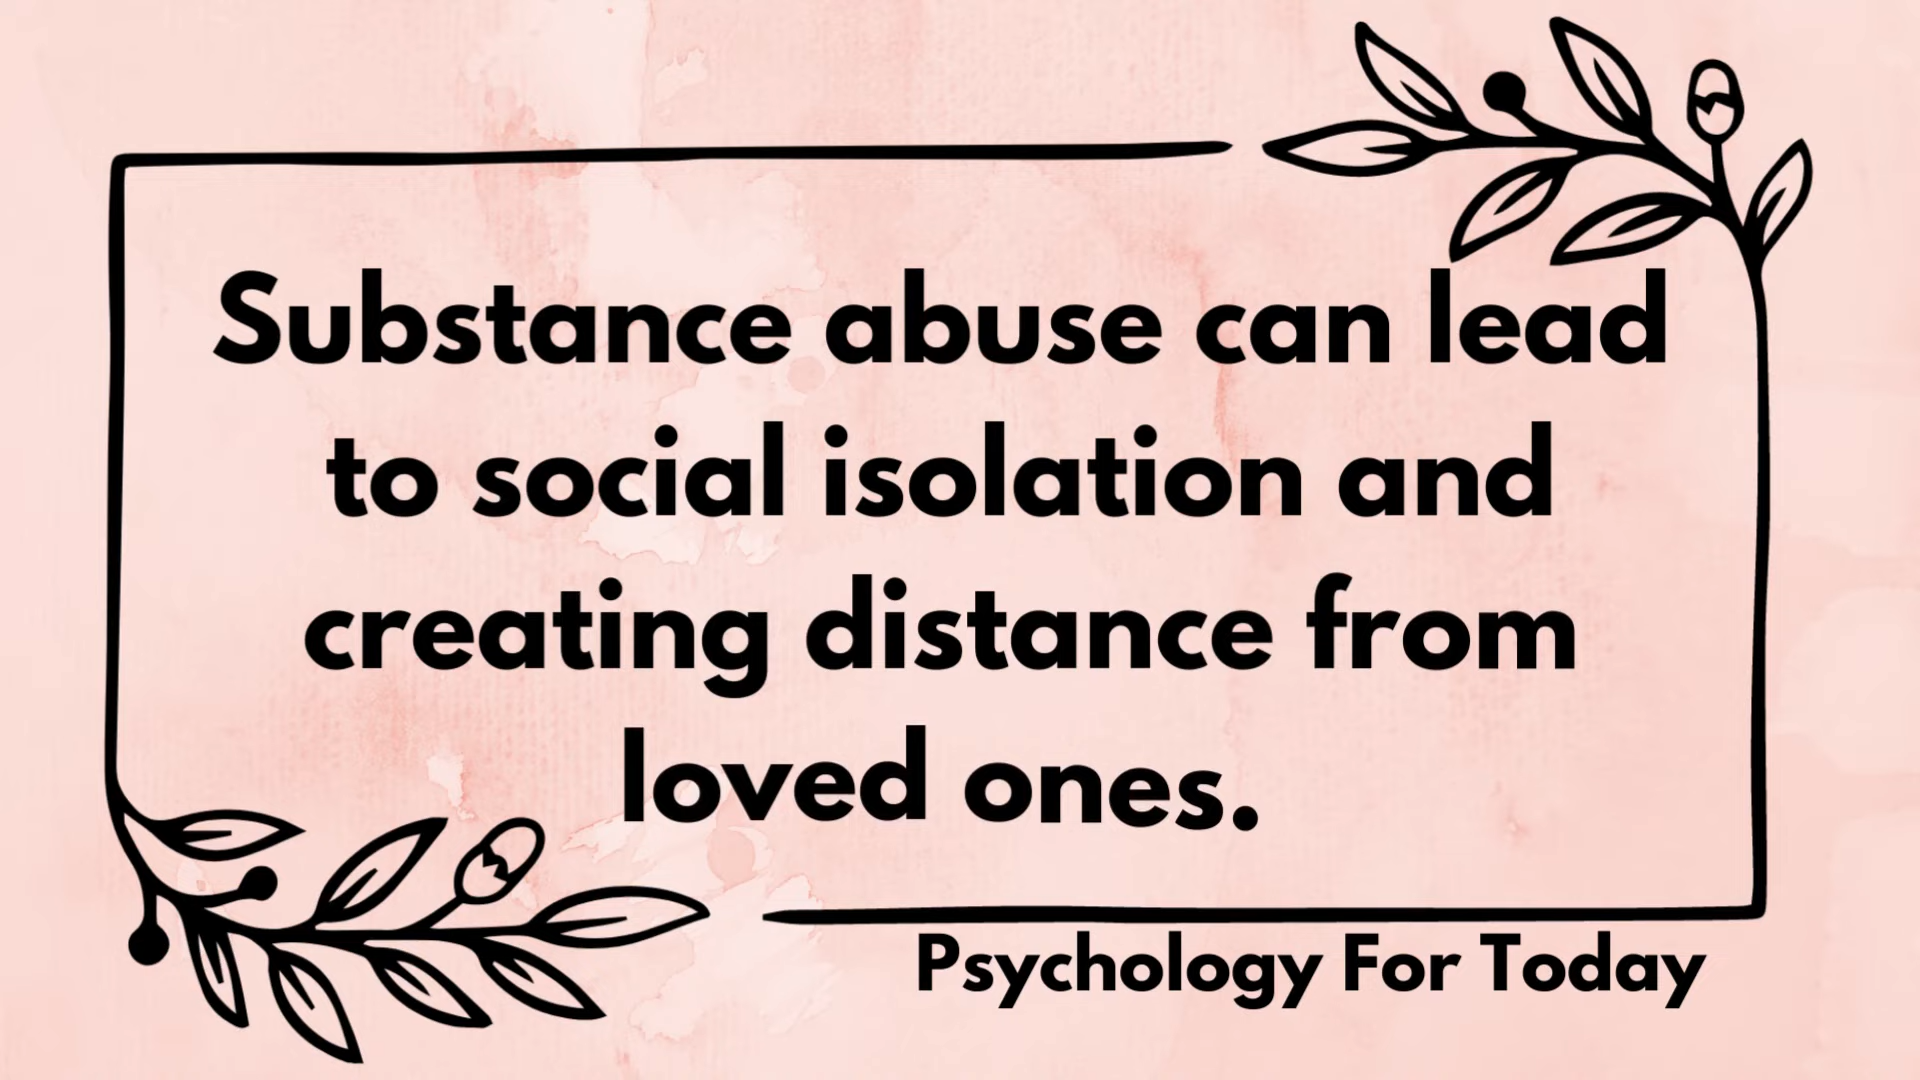 Substance abuse can lead
to social isolation and
creating distance from
loved ones.
Psychology For Today